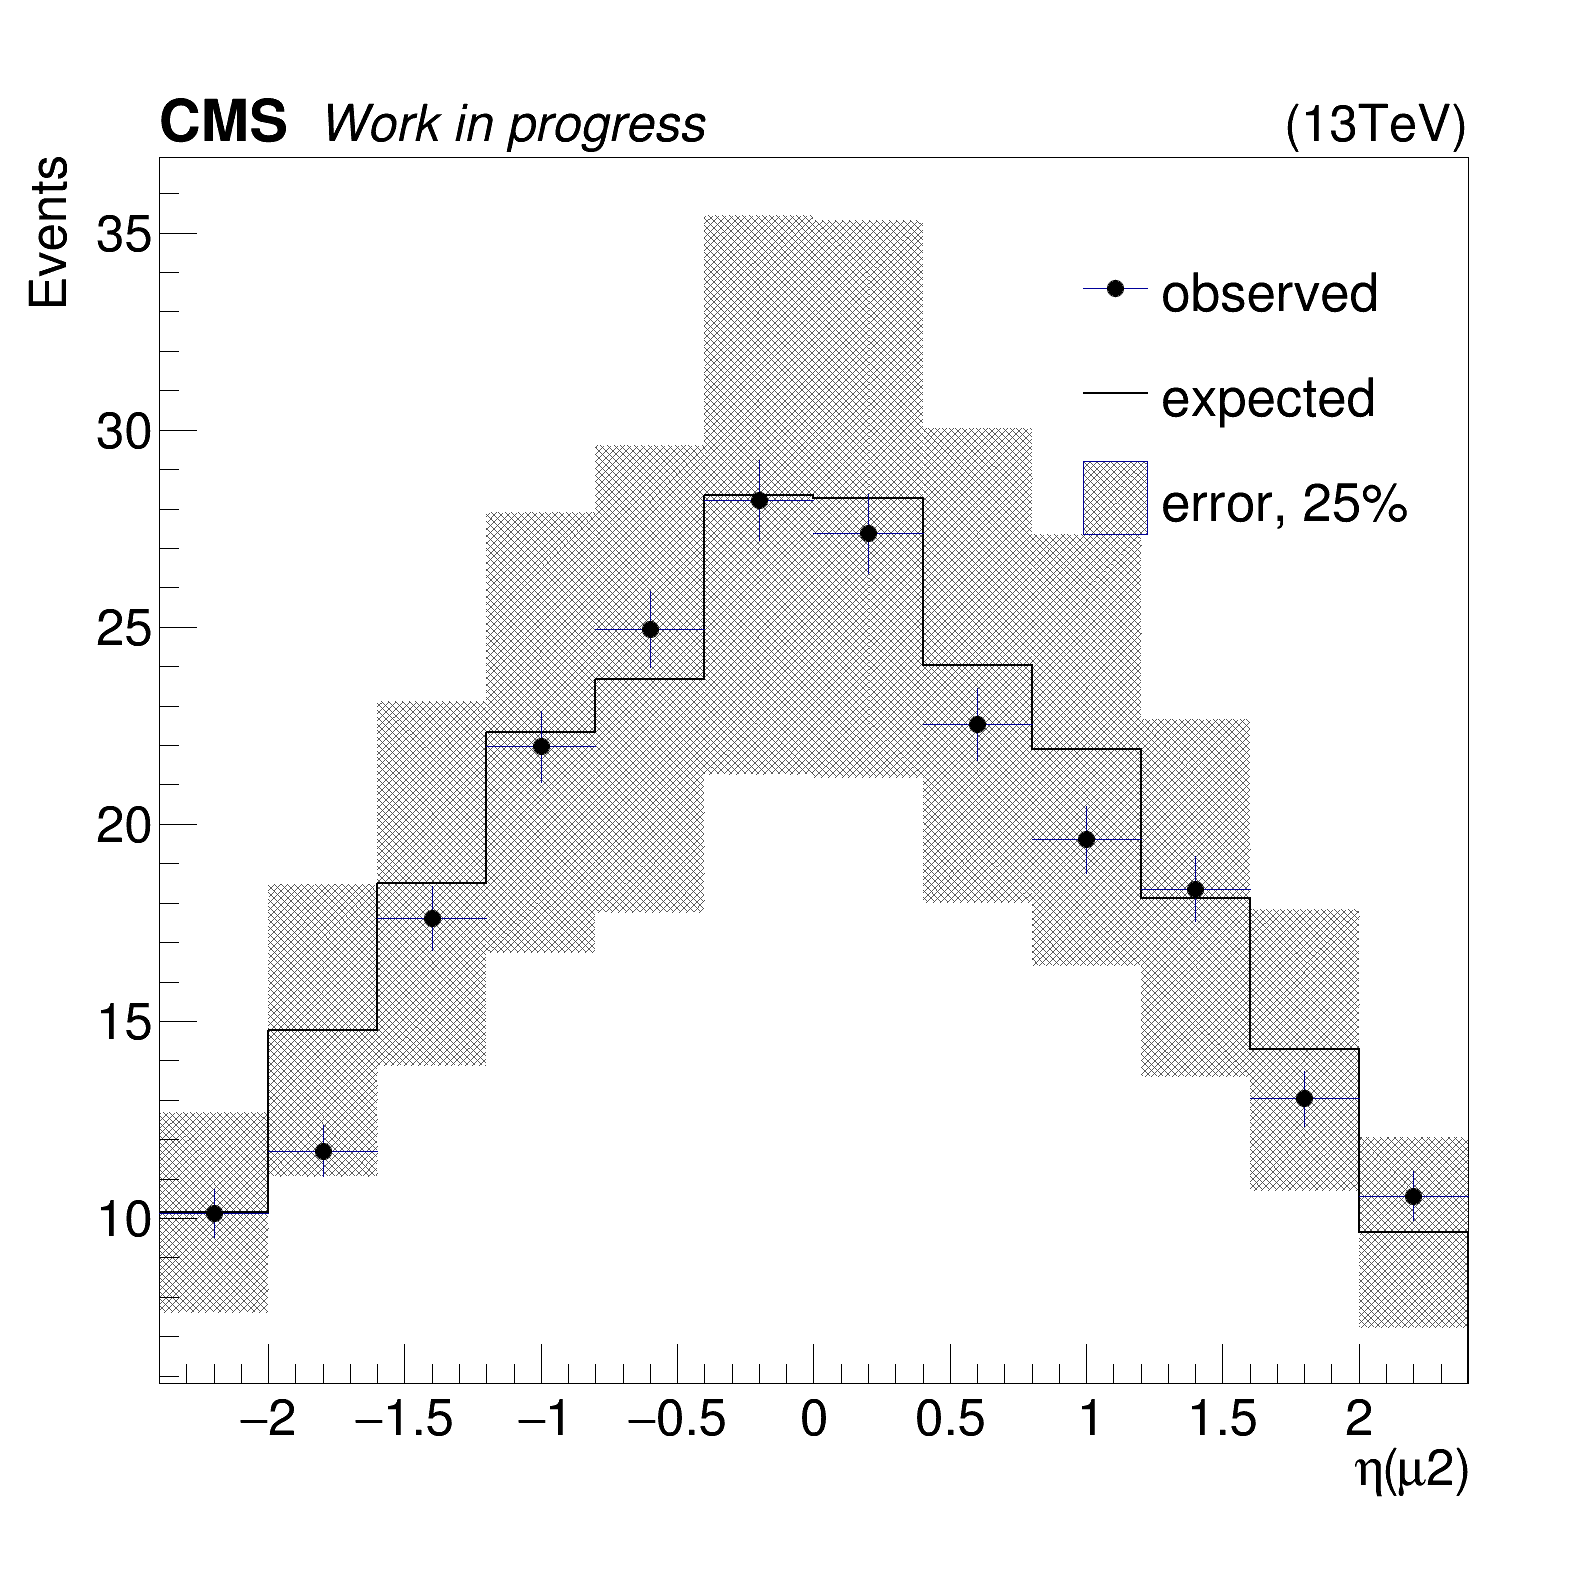 CMS Work in progress (13TeV)
Events
35
30
25
20
15
10
observed
expected
error, 25%
−2 −1.5 −1 −0.5 0 0.5 1 1.5 2
η(μ2)